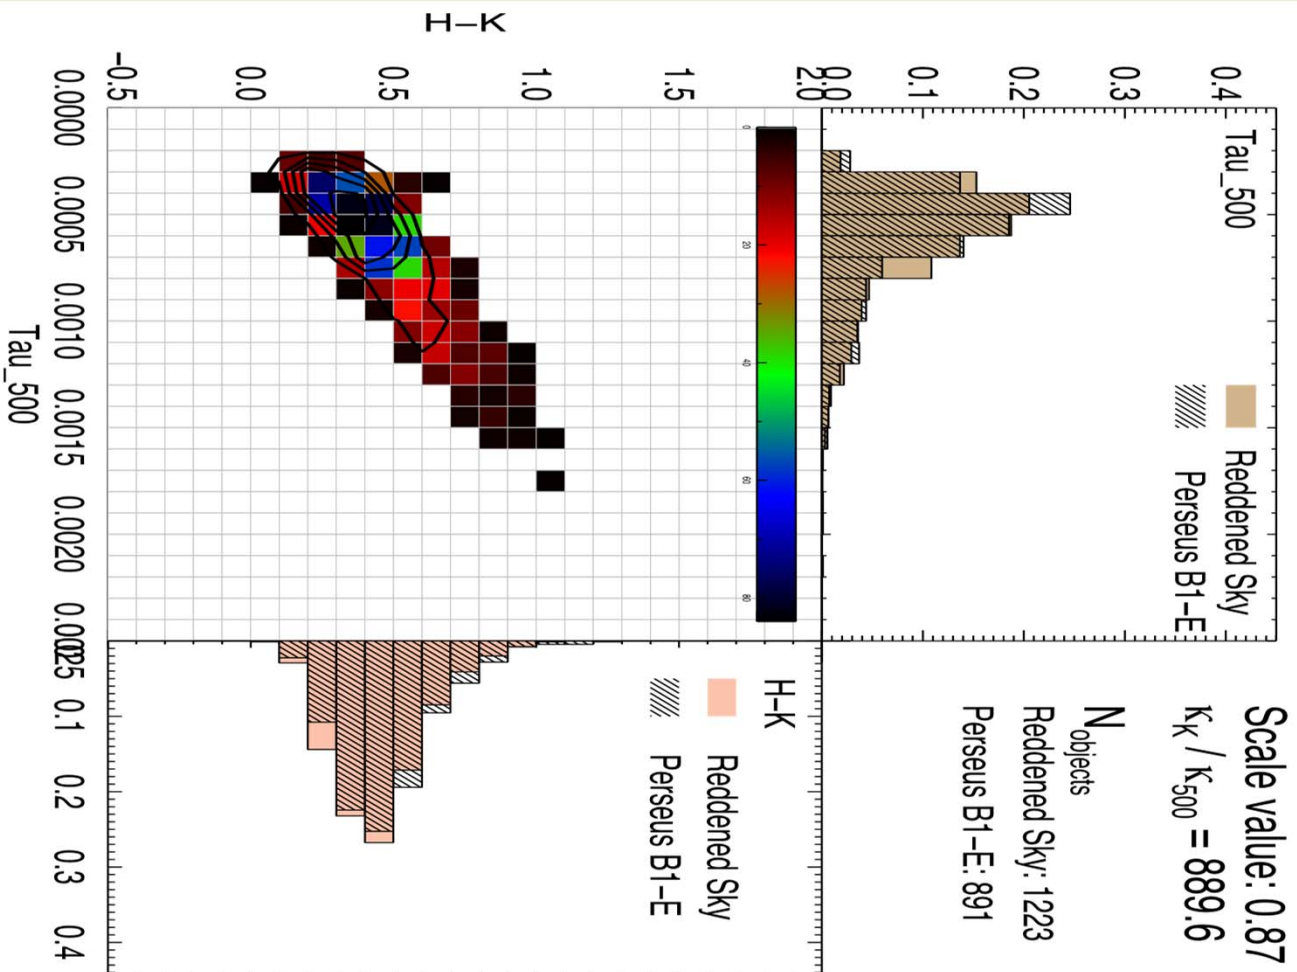 Tau_500
Reddened Sky
Perseus B1–E
0.4
0.3
0.2
0.1
0.0
Scale value: 0.87
κK / κ500 = 889.6
Nobjects
Reddened Sky: 1223
Perseus B1–E: 891
2.0
1.5
1.0
0.5
0.0
–0.5
H–K
0
20
40
60
80
H–K
Reddened Sky
Perseus B1–E
0.0000
0.0005
0.0010
0.0015
0.0020
0.1
0.2
0.3
0.4
Tau_500